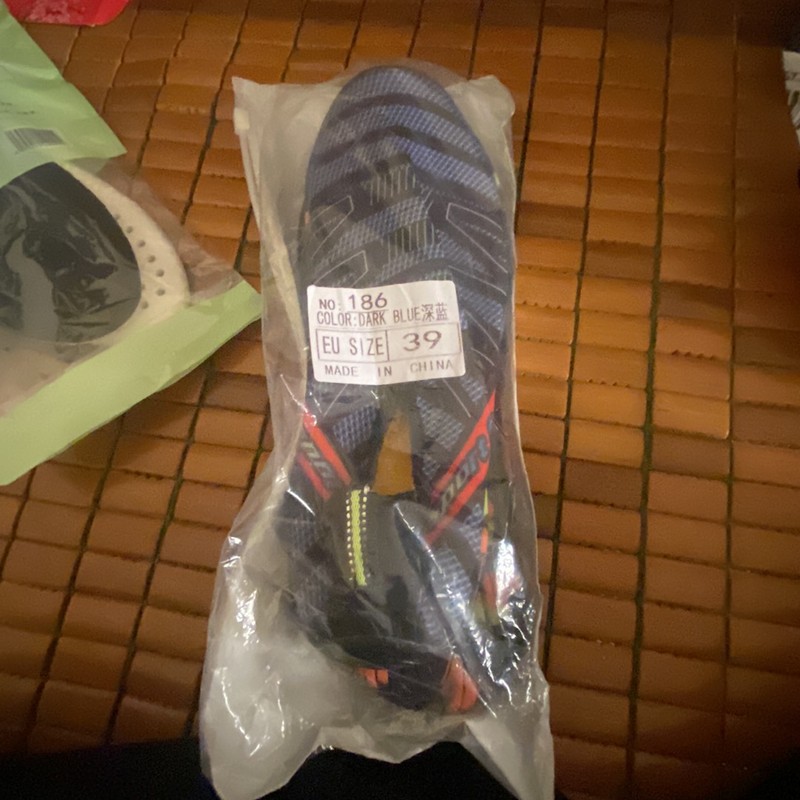 NO: 186
COLOR:DARK BLUE深蓝
EU SIZE 39
MADE IN CHINA